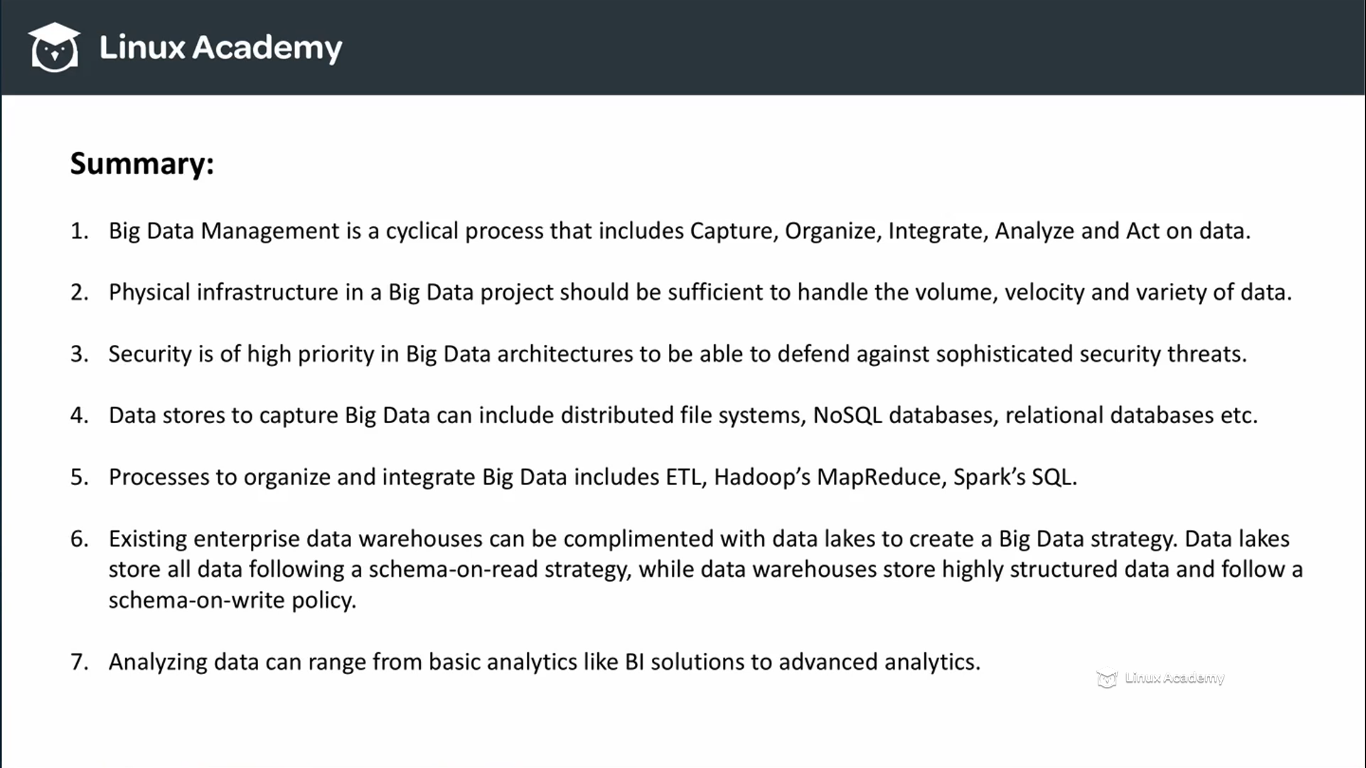 Linux Academy
Summary:
1. Big Data Management is a cyclical process that includes Capture, Organize, Integrate, Analyze and Act on data.
2. Physical infrastructure in a Big Data project should be sufficient to handle the volume, velocity and variety of data.
3. Security is of high priority in Big Data architectures to be able to defend against sophisticated security threats.
4. Data stores to capture Big Data can include distributed file systems, NoSQL databases, relational databases etc.
5. Processes to organize and integrate Big Data includes ETL, Hadoop’s MapReduce, Spark’s SQL.
6. Existing enterprise data warehouses can be complimented with data lakes to create a Big Data strategy. Data lakes
store all data following a schema-on-read strategy, while data warehouses store highly structured data and follow a
schema-on-write policy.
7. Analyzing data can range from basic analytics like BI solutions to advanced analytics.
Linux Academy